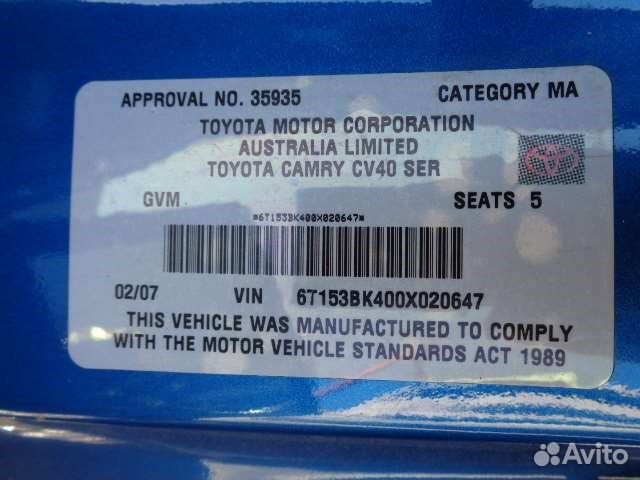 APPROVAL NO. 35935 CATEGORY MA
TOYOTA MOTOR CORPORATION
AUSTRALIA LIMITED
TOYOTA CAMRY CV40 SER
GVM SEATS 5
*6T153BK400X020647*
02/07 VIN 6T153BK400X020647
THIS VEHICLE WAS MANUFACTURED TO COMPLY
WITH THE MOTOR VEHICLE STANDARDS ACT 1989
Avito